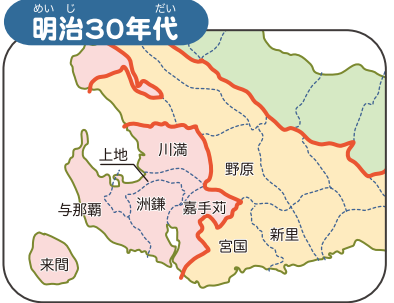 めいじ だい
明治30年代
川満
上地
野原
与那覇
洲鎌
嘉手苅
新里
宮国
来間